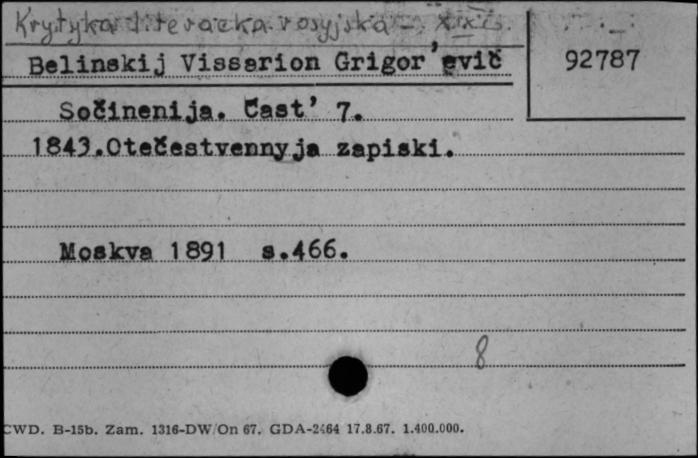 Krytyka literacka rosyjska - XIX w.
Belinskij Vissarion Grigor'evič
92787
Sočinenija. Čast' 7.
1843. Otečestvennyja zapiski.
Moskva 1891 s.466.
8
CWD. B-15b. Zam. 1316-DW/On 67. GDA-2464 17.8.67. 1.400.000.